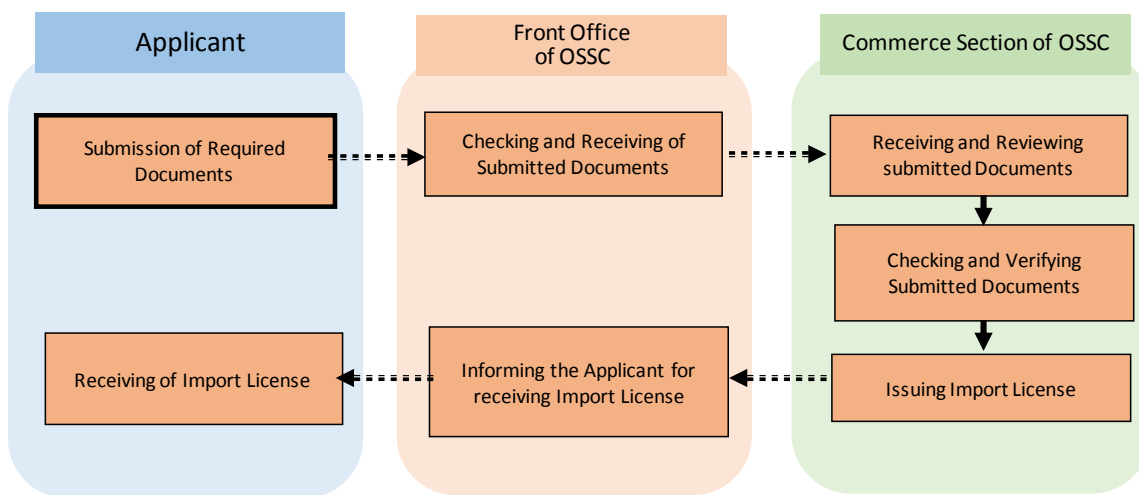 Applicant
Front Office
of OSSC
Commerce Section of OSSC
Submission of Required
Documents
Checking and Receiving of
Submitted Documents
Receiving and Reviewing
submitted Documents
Checking and Verifying
Submitted Documents
Receiving of Import License
Informing the Applicant for
receiving Import License
Issuing Import License